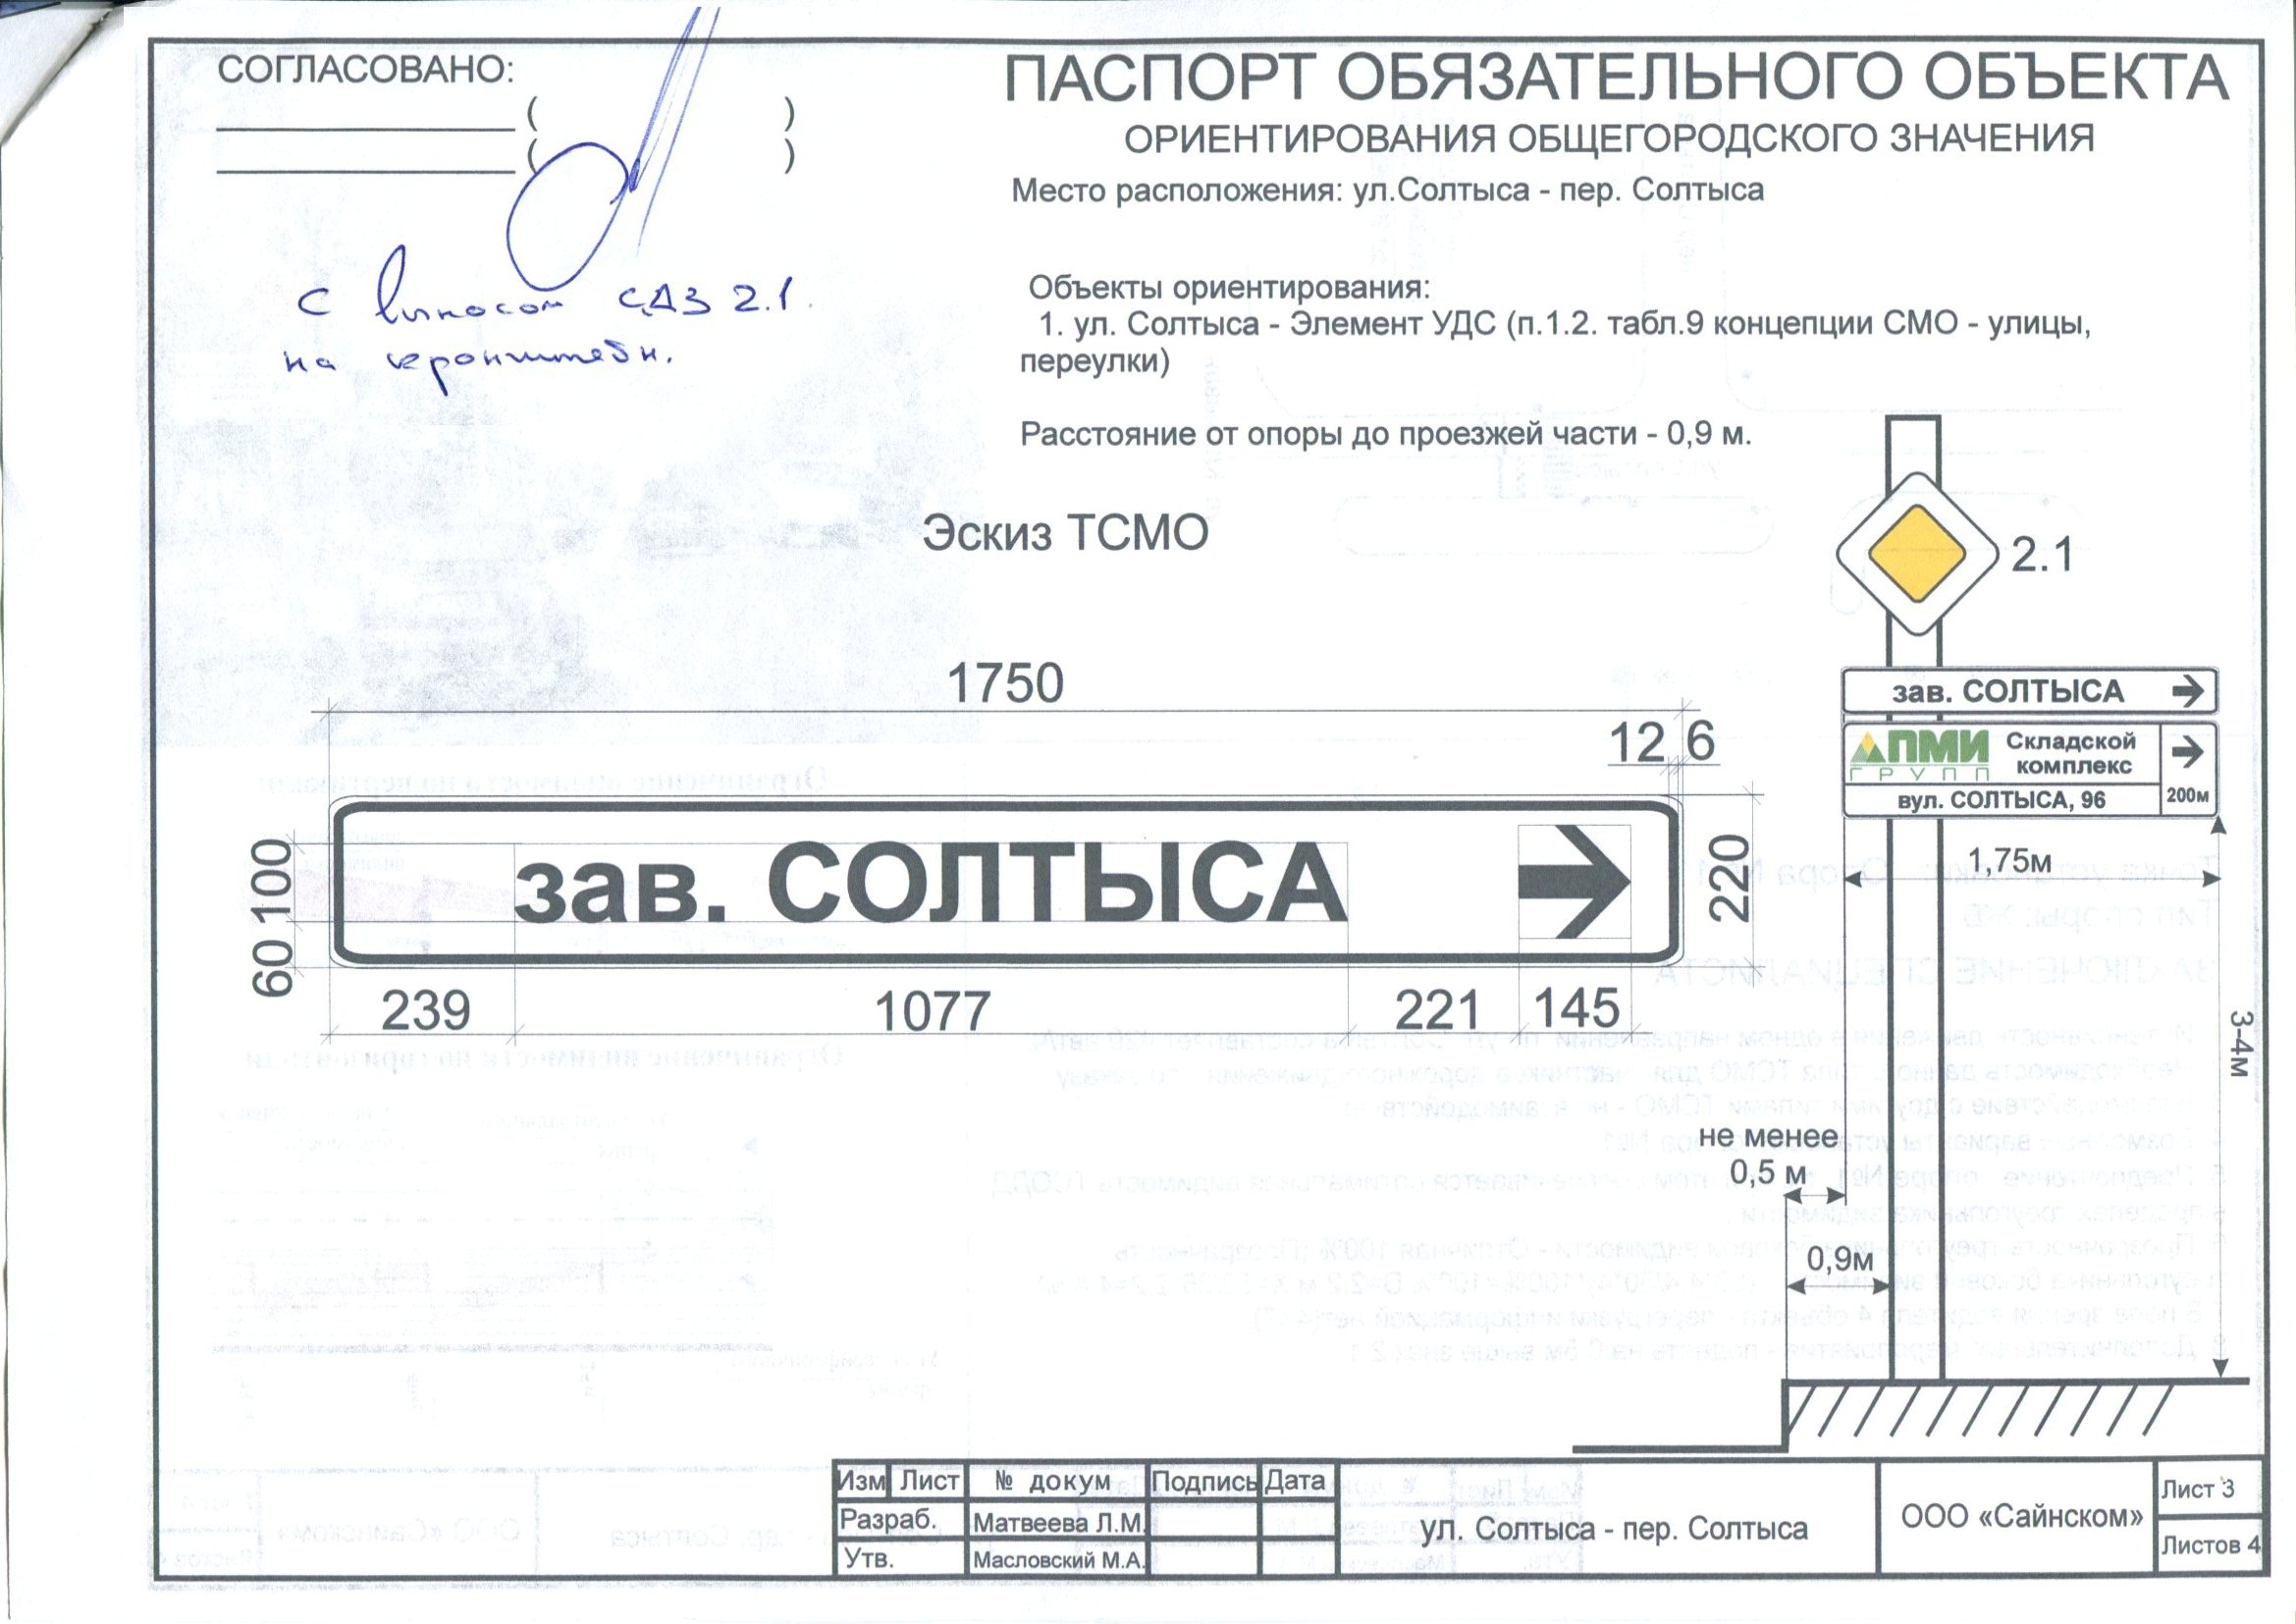 СОГЛАСОВАНО:
( )
( )
с выносом СДЗ 2.1.
на кронштейн.
ПАСПОРТ ОБЯЗАТЕЛЬНОГО ОБЪЕКТА
ОРИЕНТИРОВАНИЯ ОБЩЕГОРОДСКОГО ЗНАЧЕНИЯ
Место расположения: ул.Солтыса - пер. Солтыса
Объекты ориентирования:
1. ул. Солтыса - Элемент УДС (п.1.2. табл.9 концепции СМО - улицы,
переулки)
Расстояние от опоры до проезжей части - 0,9 м.
Эскиз ТСМО
2.1
1750
12 6
зав. СОЛТЫСА
ПМИ
ГРУПП
Складской
комплекс
вул. СОЛТЫСА, 96
200м
60 100
зав. СОЛТЫСА
220
239 1077 221 145
1,75м
3-4м
не менее
0,5 м
0,9м
Изм Лист № докум Подпись Дата
Разраб. Матвеева Л.М.
Утв. Масловский М.А.
ул. Солтыса - пер. Солтыса
ООО «Сайнском»
Лист 3
Листов 4